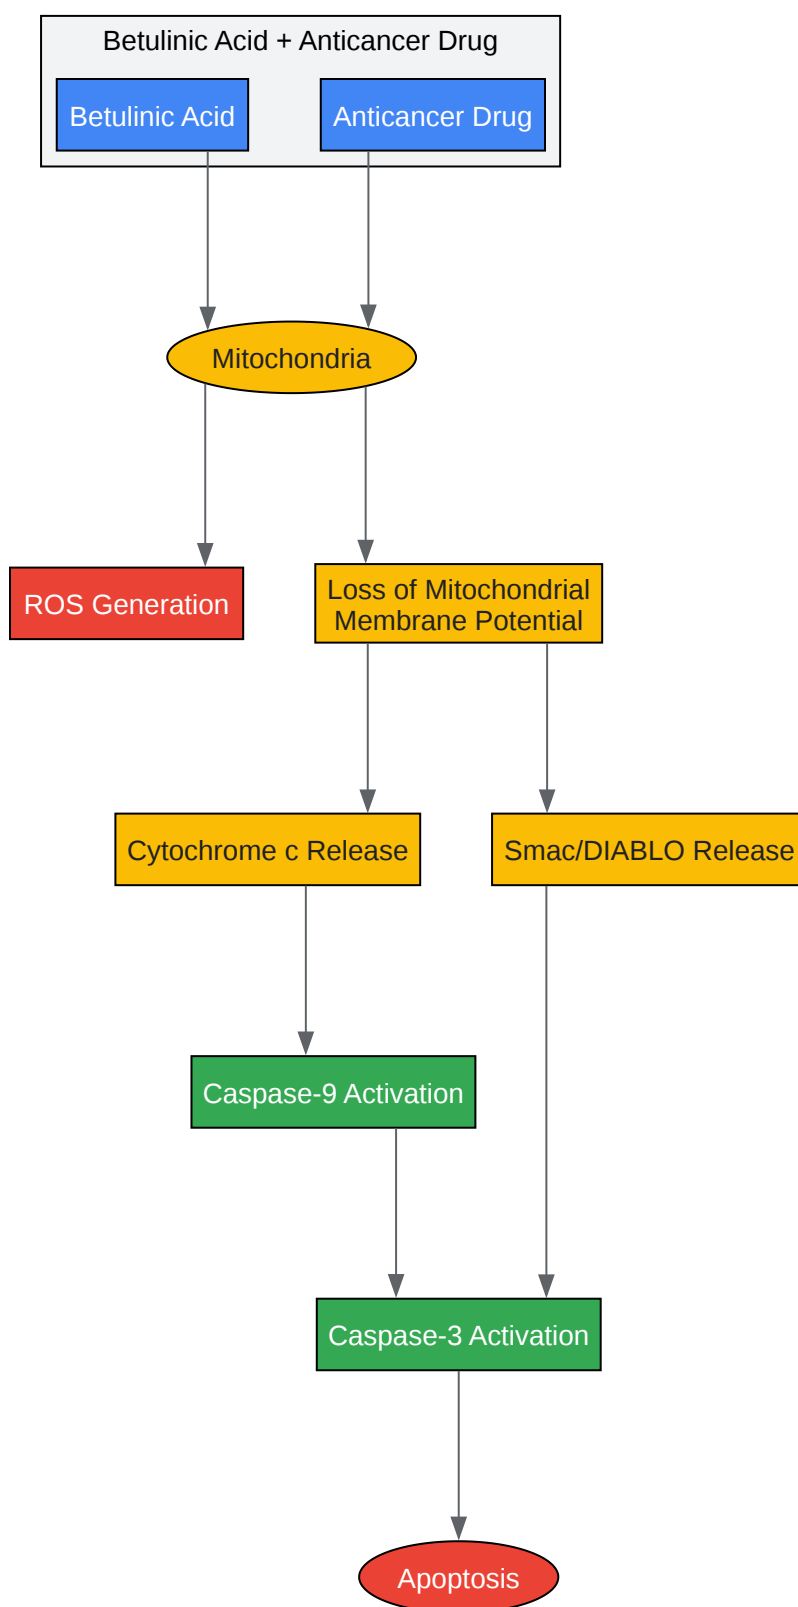 Betulinic Acid + Anticancer Drug
Betulinic Acid
Anticancer Drug
Mitochondria
ROS Generation
Loss of Mitochondrial
Membrane Potential
Cytochrome c Release
Smac/DIABLO Release
Caspase-9 Activation
Caspase-3 Activation
Apoptosis